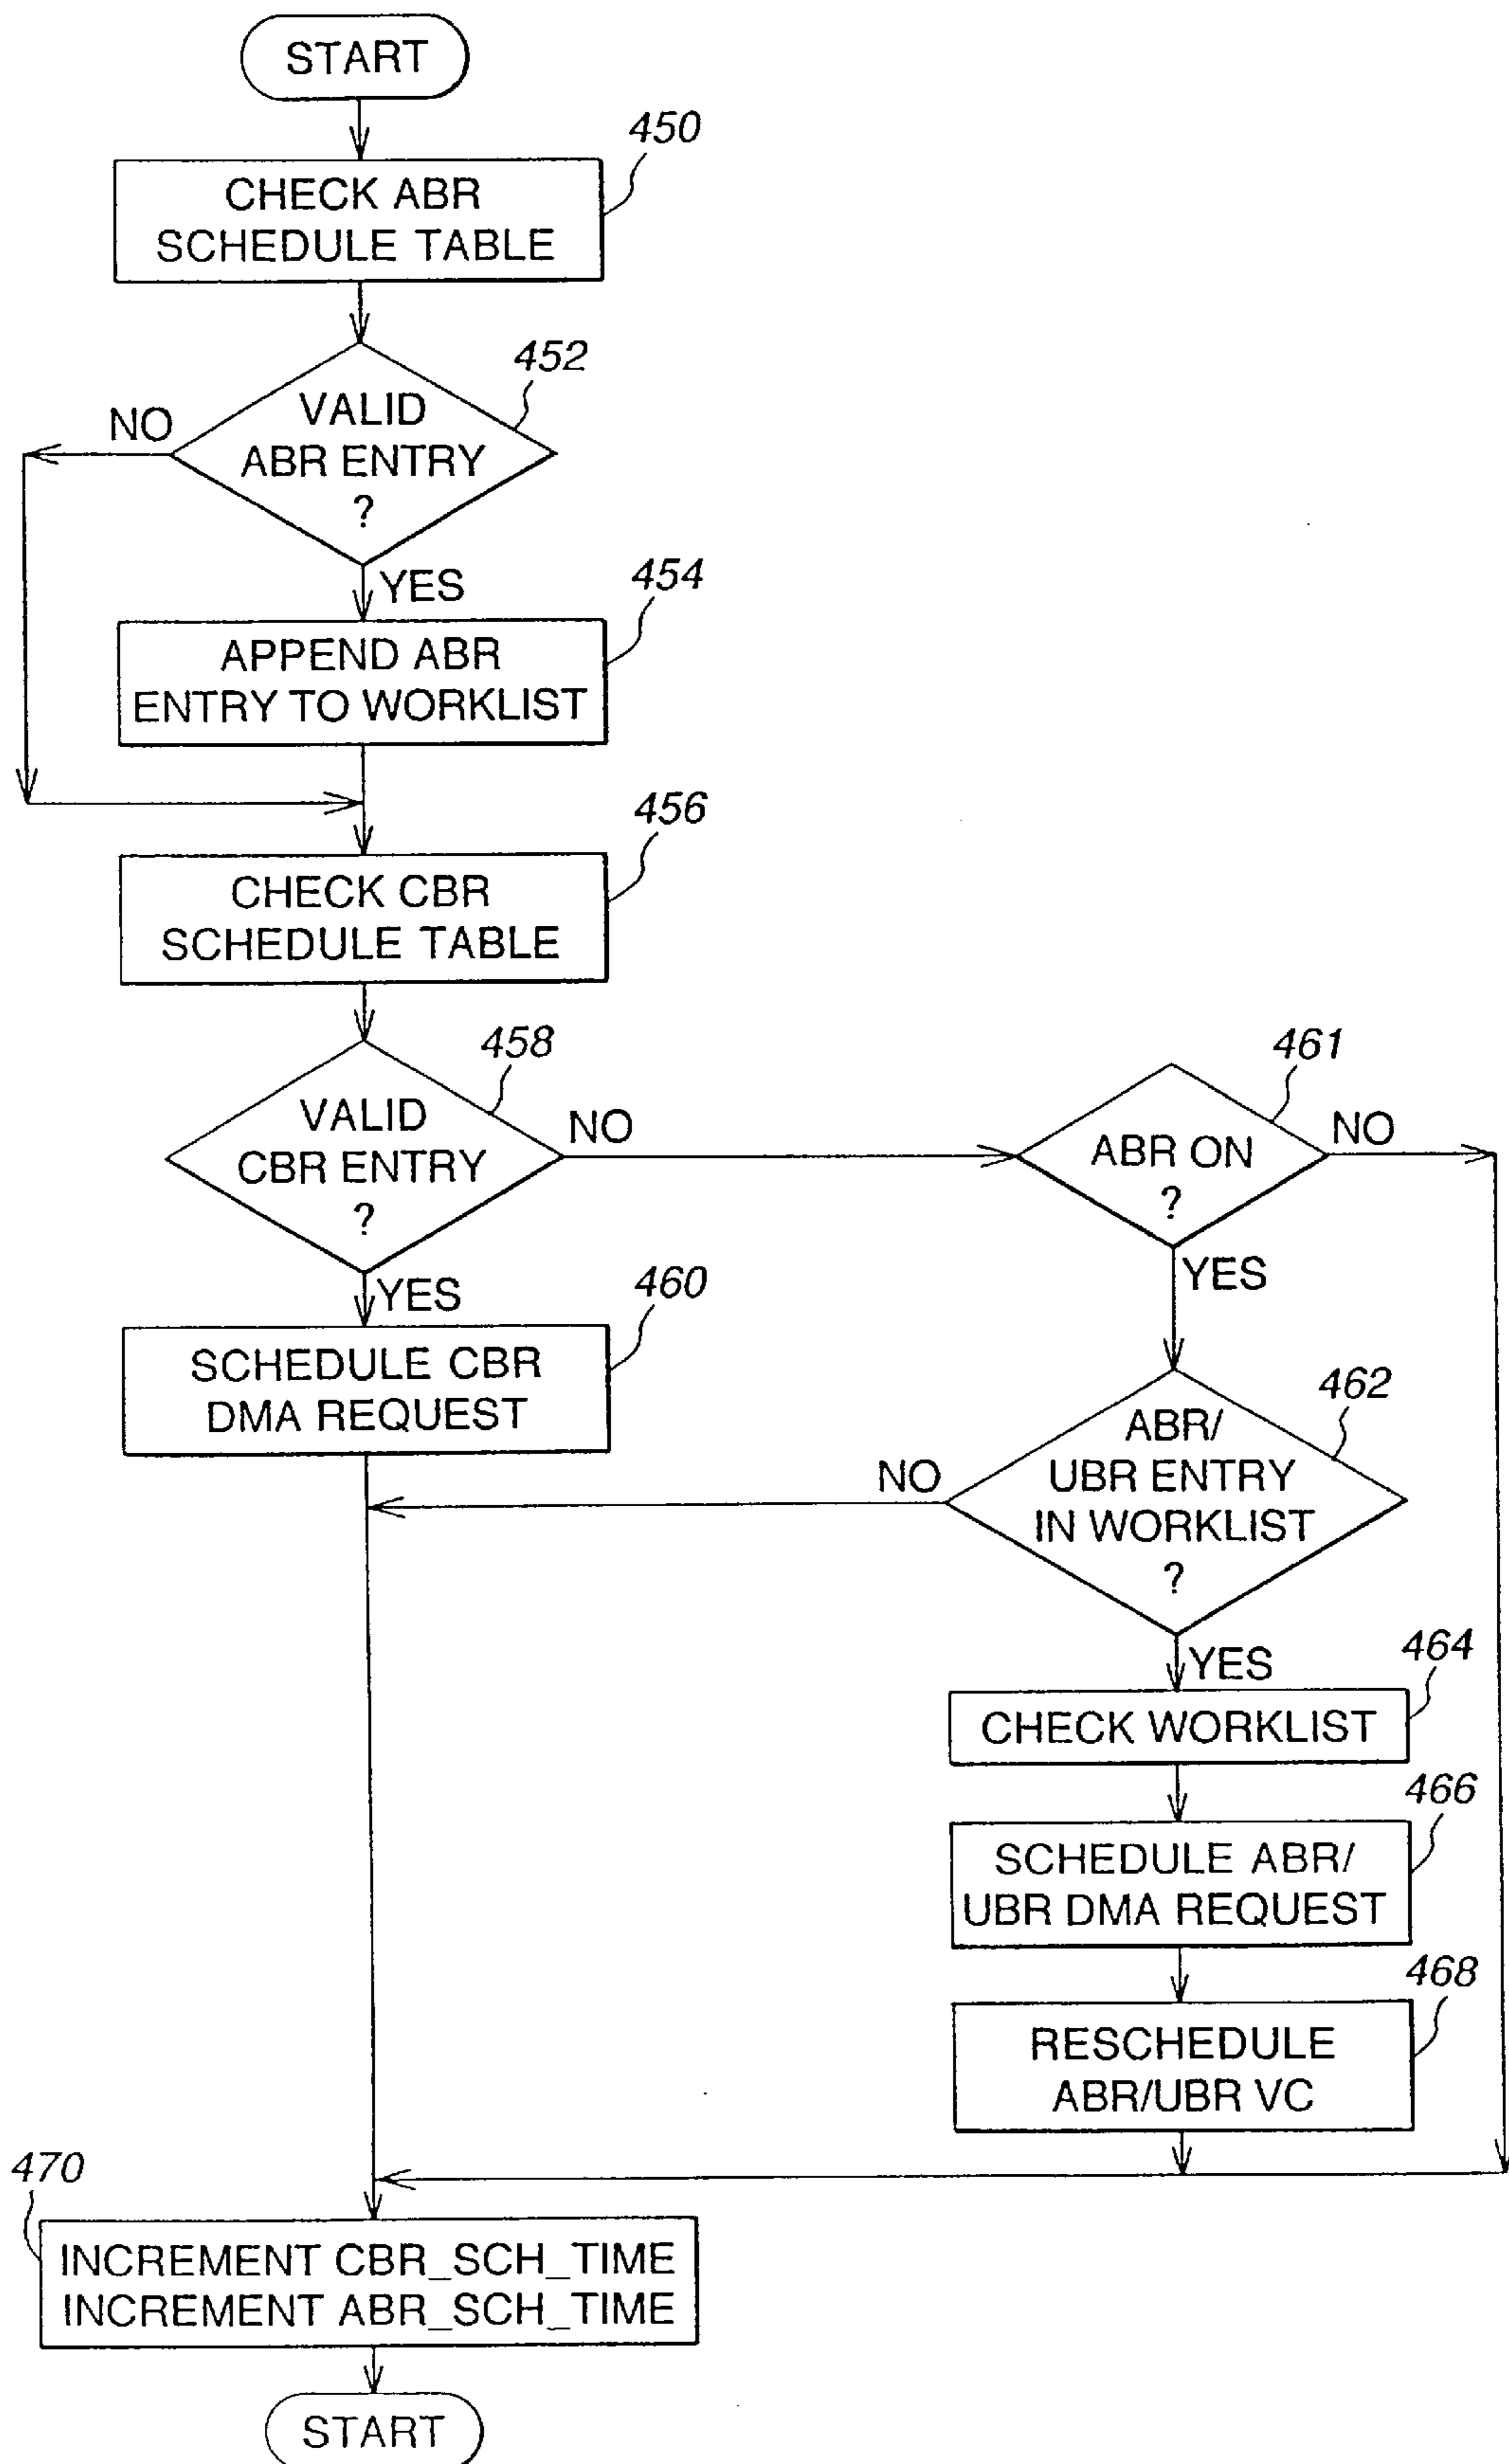 START
450
CHECK ABR
SCHEDULE TABLE
452
VALID
ABR ENTRY
?
NO
YES
454
APPEND ABR
ENTRY TO WORKLIST
456
CHECK CBR
SCHEDULE TABLE
458
VALID
CBR ENTRY
?
NO
YES
460
SCHEDULE CBR
DMA REQUEST
461
ABR ON
?
NO
YES
462
ABR/
UBR ENTRY
IN WORKLIST
?
NO
YES
464
CHECK WORKLIST
466
SCHEDULE ABR/
UBR DMA REQUEST
468
RESCHEDULE
ABR/UBR VC
470
INCREMENT CBR_SCH_TIME
INCREMENT ABR_SCH_TIME
START